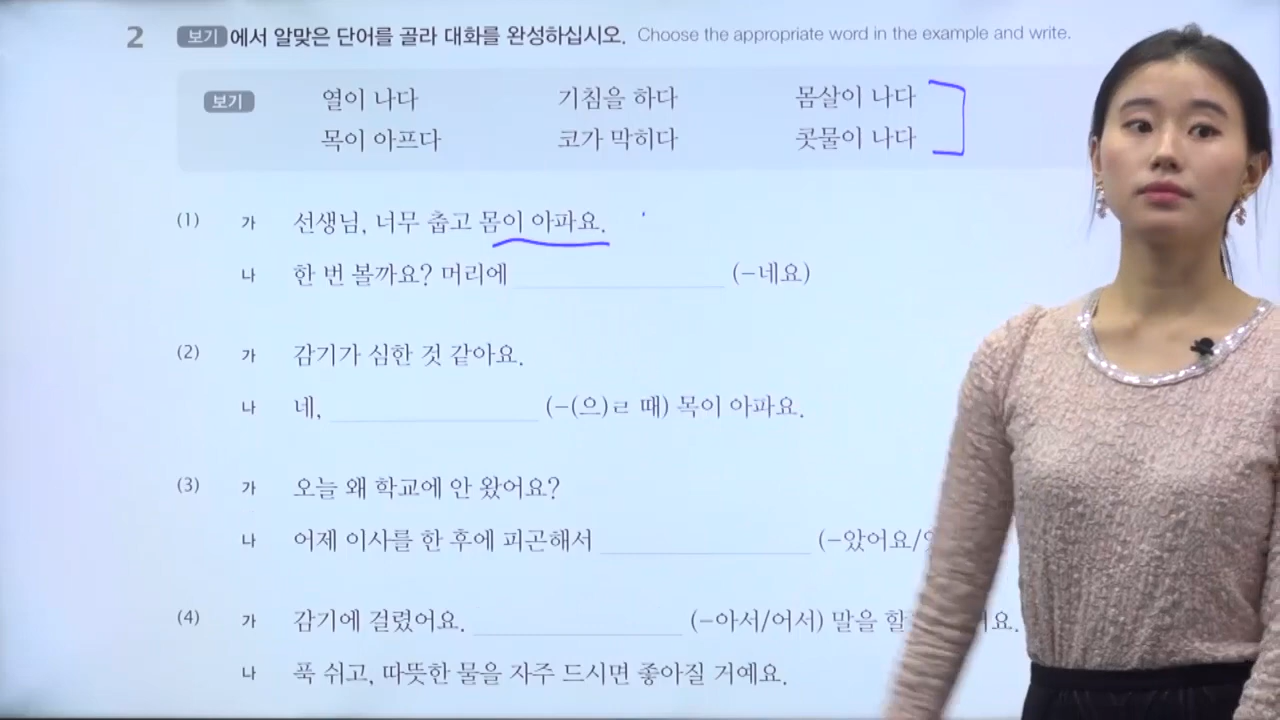 2 보기 에서 알맞은 단어를 골라 대화를 완성하십시오. Choose the appropriate word in the example and write.
보기 열이 나다 기침을 하다 몸살이 나다
목이 아프다 코가 막히다 콧물이 나다
(1) 가 선생님, 너무 춥고 몸이 아파요.
나 한 번 볼까요? 머리에 (-네요)
(2) 가 감기가 심한 것 같아요.
나 네, (-(으)ㄹ 때) 목이 아파요.
(3) 가 오늘 왜 학교에 안 왔어요?
나 어제 이사를 한 후에 피곤해서 (-았어요/
(4) 가 감기에 걸렸어요. (-아서/어서) 말을 할
나 푹 쉬고, 따뜻한 물을 자주 드시면 좋아질 거예요.